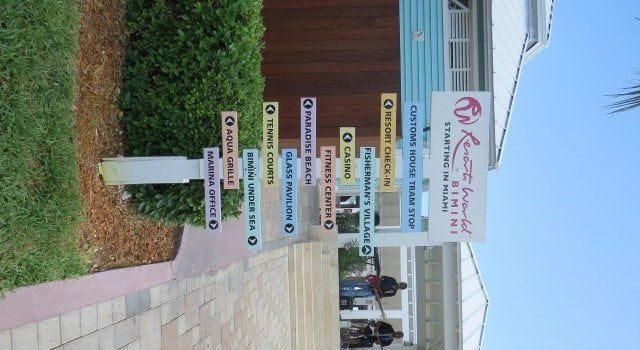 RW
Resorts World
BIMINI
STARTING IN MIAMI
CUSTOMS HOUSE TRAM STOP
RESORT CHECK-IN
FISHERMAN'S VILLAGE
CASINO
FITNESS CENTER
PARADISE BEACH
GLASS PAVILION
TENNIS COURTS
BIMINI UNDER SEA
AQUA GRILLE
MARINA OFFICE